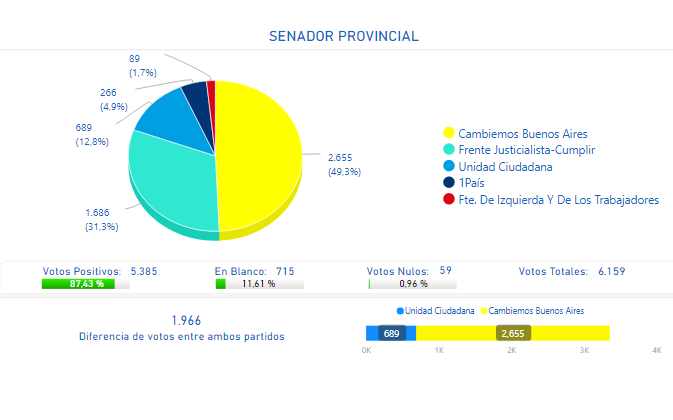 SENADOR PROVINCIAL
89
(1,7%)
266
(4,9%)
689
(12,8%)
2.655
(49,3%)
1.686
(31,3%)
Cambiemos Buenos Aires
Frente Justicialista-Cumplir
Unidad Ciudadana
1País
Fte. De Izquierda Y De Los Trabajadores
Votos Positivos: 5.385
87,43 %
En Blanco: 715
11,61 %
Votos Nulos: 59
0,96 %
Votos Totales: 6.159
1.966
Diferencia de votos entre ambos partidos
Unidad Ciudadana Cambiemos Buenos Aires
689 2,655
0K 1K 2K 3K 4K